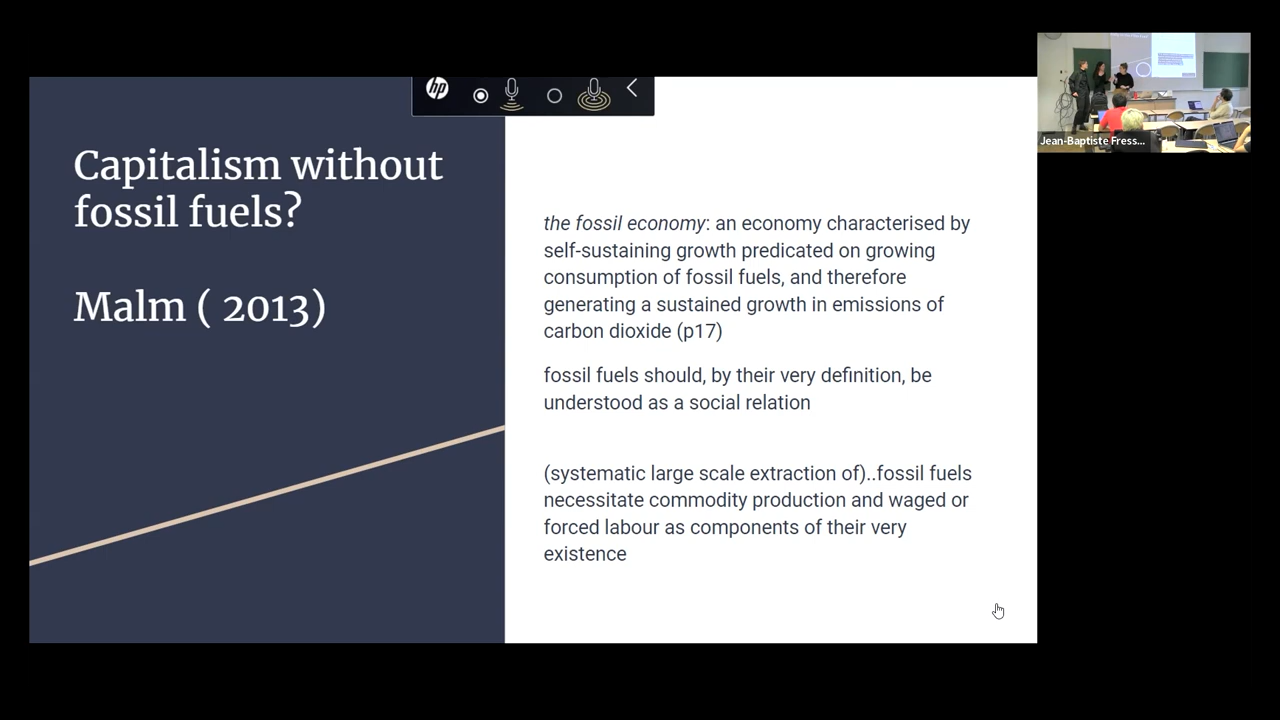 hp
Capitalism without
fossil fuels?
Malm ( 2013)
the fossil economy: an economy characterised by
self-sustaining growth predicated on growing
consumption of fossil fuels, and therefore
generating a sustained growth in emissions of
carbon dioxide (p17)
fossil fuels should, by their very definition, be
understood as a social relation
(systematic large scale extraction of)..fossil fuels
necessitate commodity production and waged or
forced labour as components of their very
existence
Jean-Baptiste Fress...